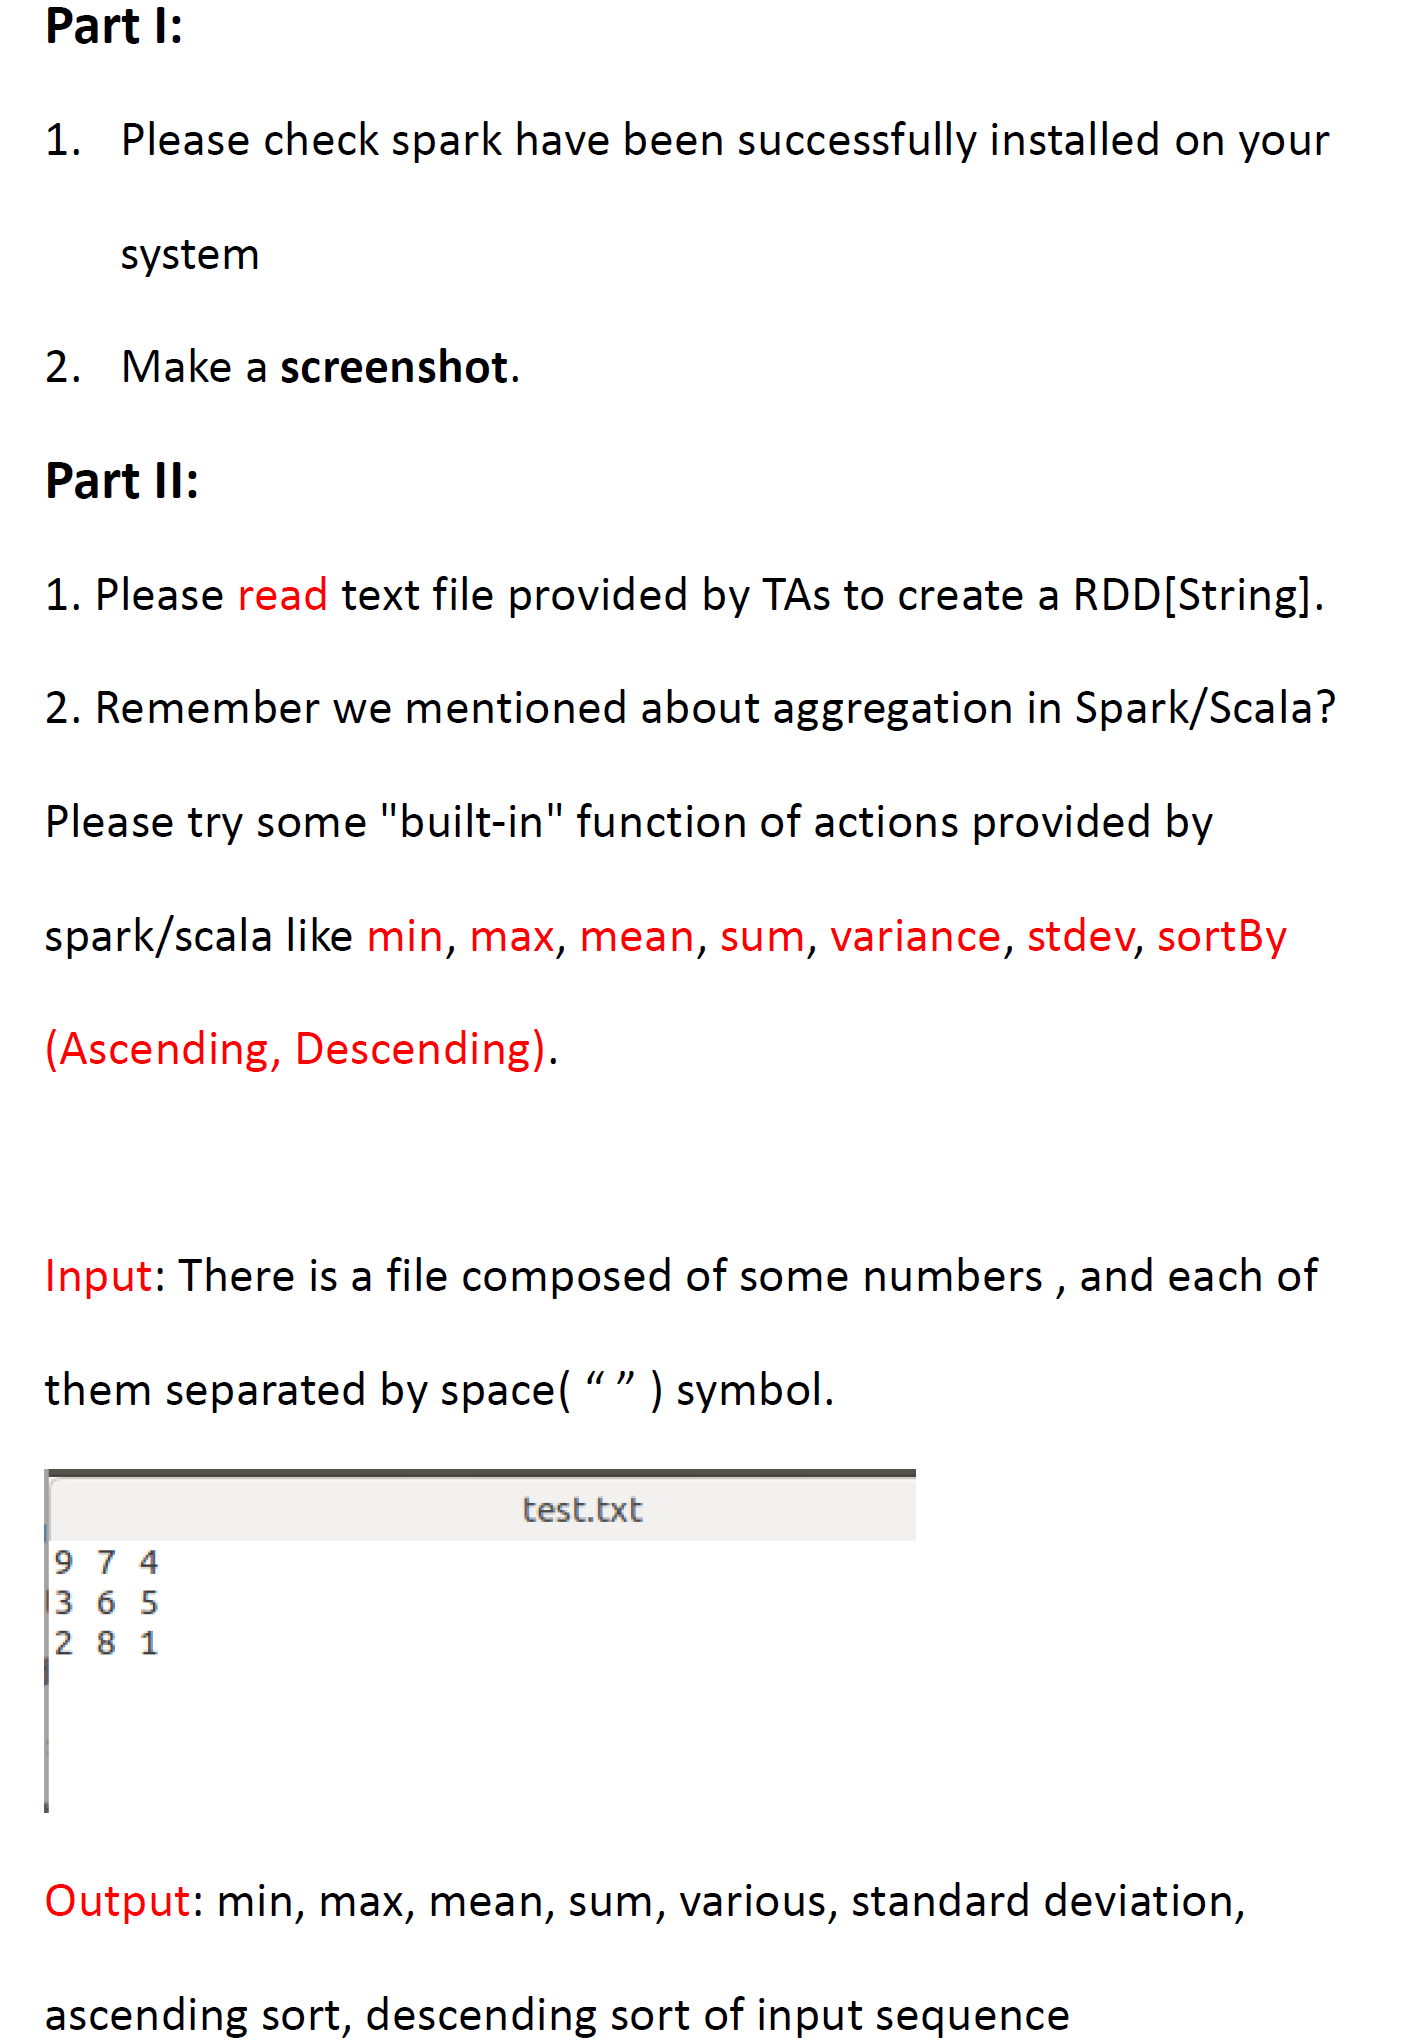 Part I:
1. Please check spark have been successfully installed on your
system
2. Make a screenshot.
Part II:
1. Please read text file provided by TAs to create a RDD[String].
2. Remember we mentioned about aggregation in Spark/Scala?
Please try some "built-in" function of actions provided by
spark/scala like min, max, mean, sum, variance, stdev, sortBy
(Ascending, Descending).
Input: There is a file composed of some numbers , and each of
them separated by space( “ ” ) symbol.
test.txt
9 7 4
3 6 5
2 8 1
Output: min, max, mean, sum, various, standard deviation,
ascending sort, descending sort of input sequence